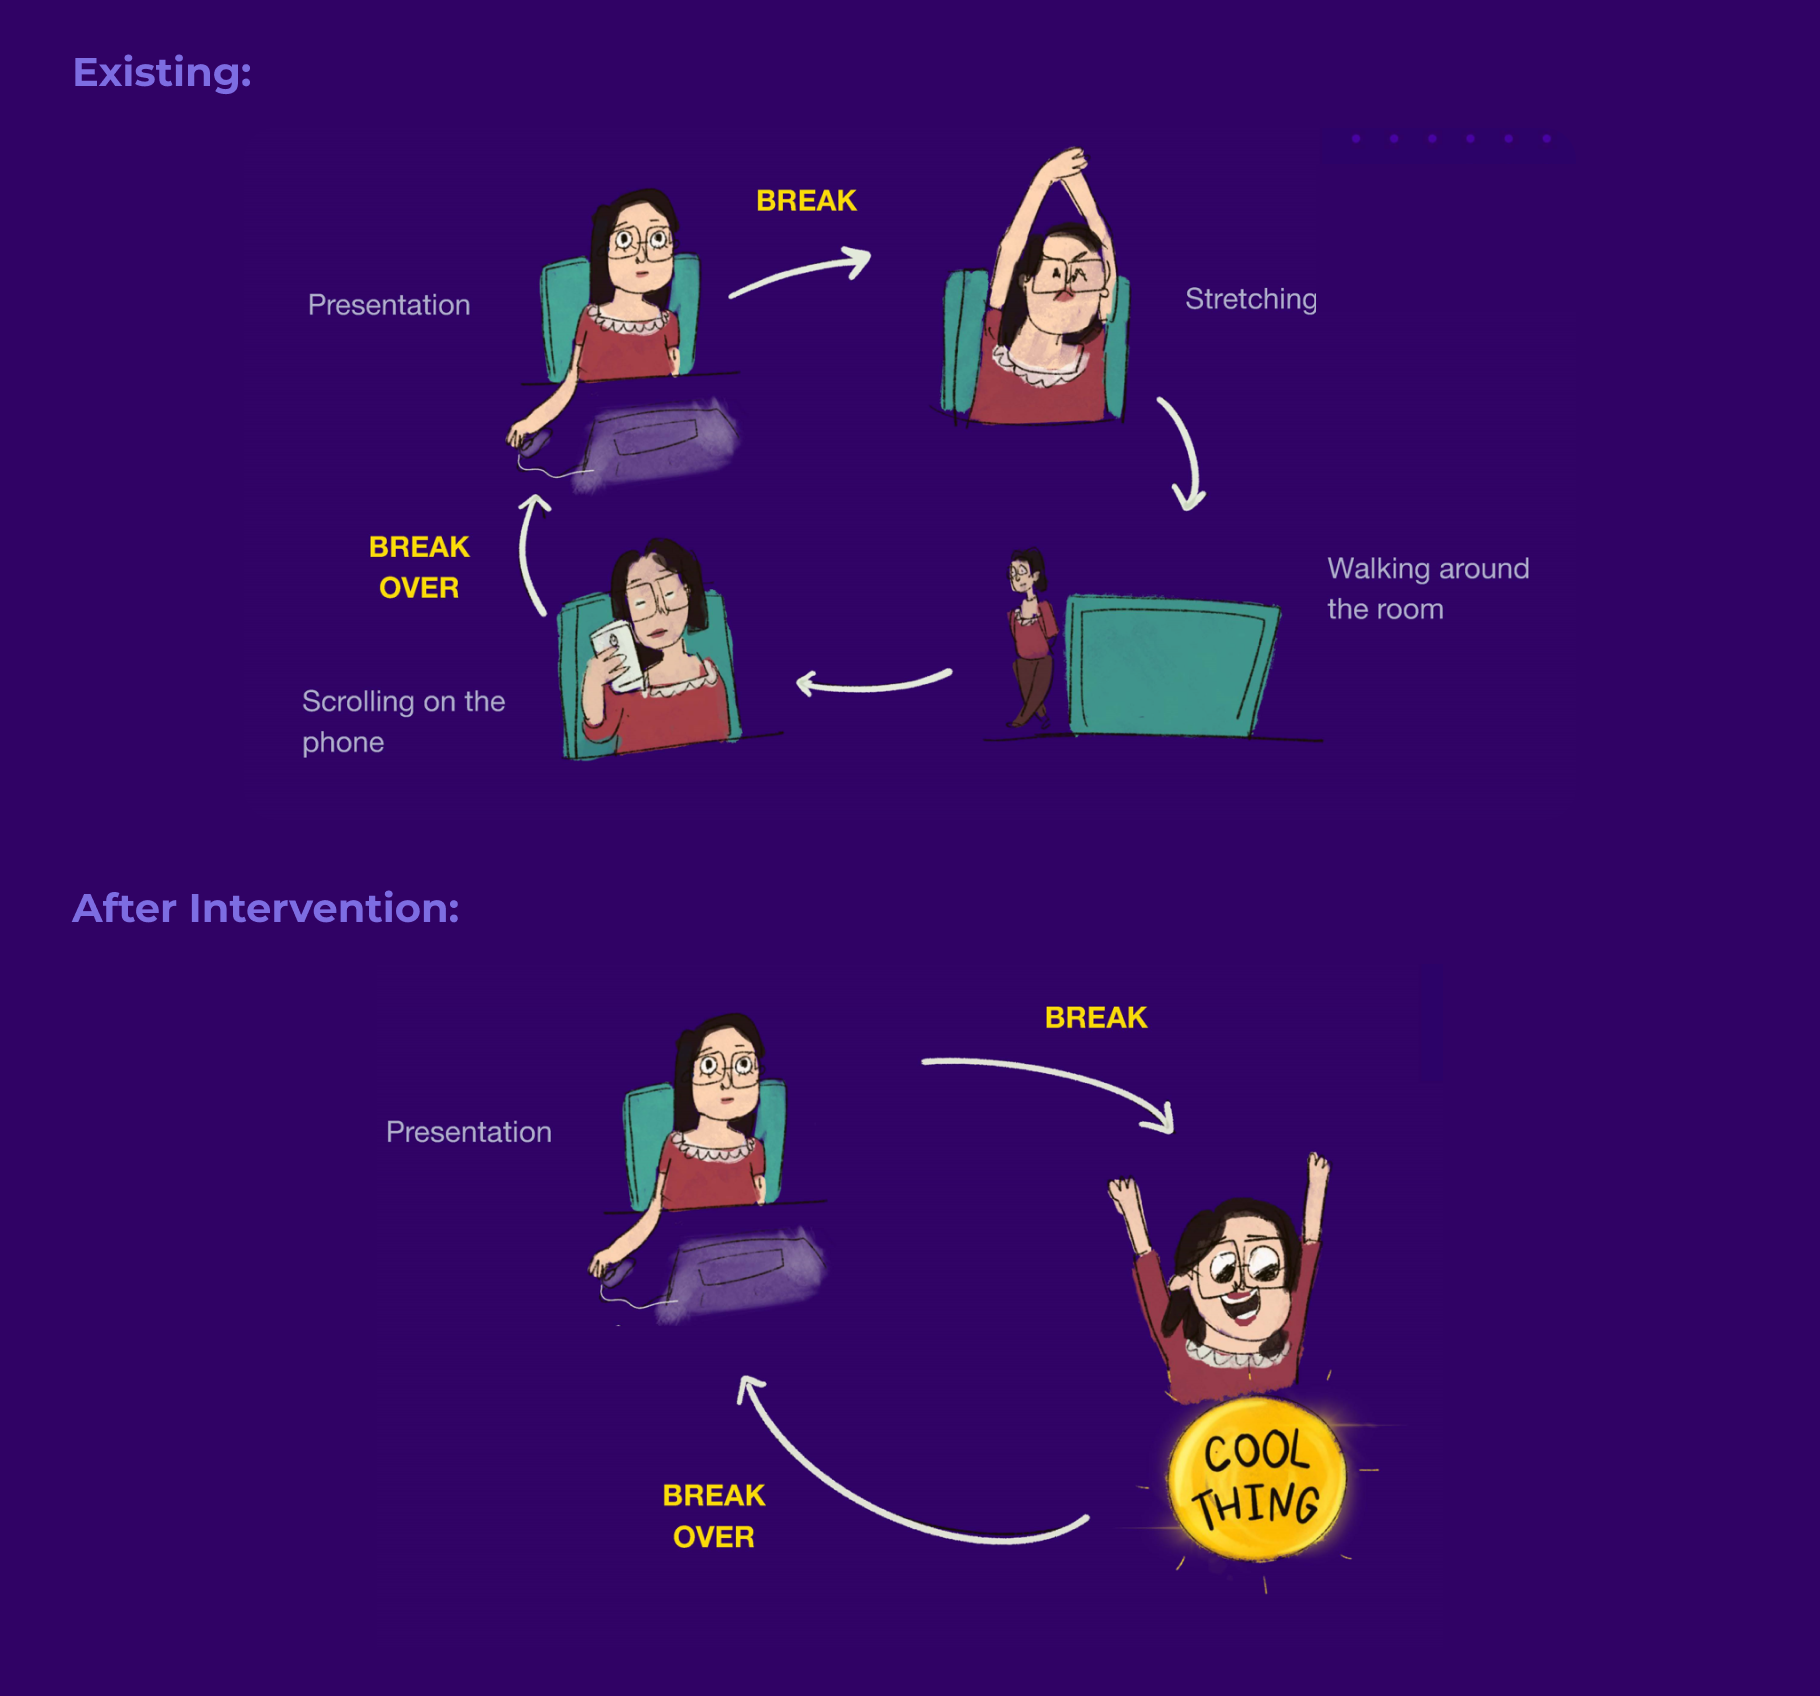 Existing:
BREAK
Presentation
Stretching
BREAK
OVER
Walking around
the room
Scrolling on the
phone
After Intervention:
BREAK
Presentation
COOL
THING
BREAK
OVER